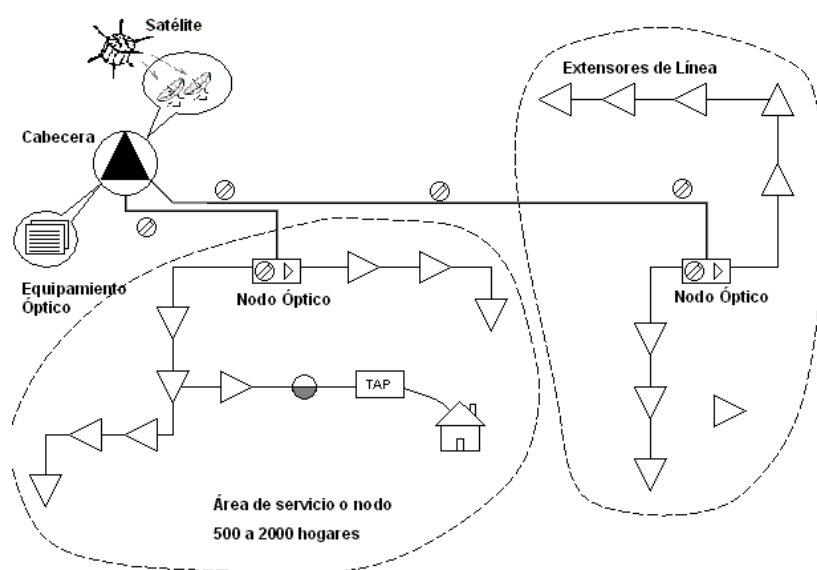 Satélite
Extensores de Línea
Cabecera
Equipamiento
Óptico
Nodo Óptico
Nodo Óptico
TAP
Área de servicio o nodo
500 a 2000 hogares